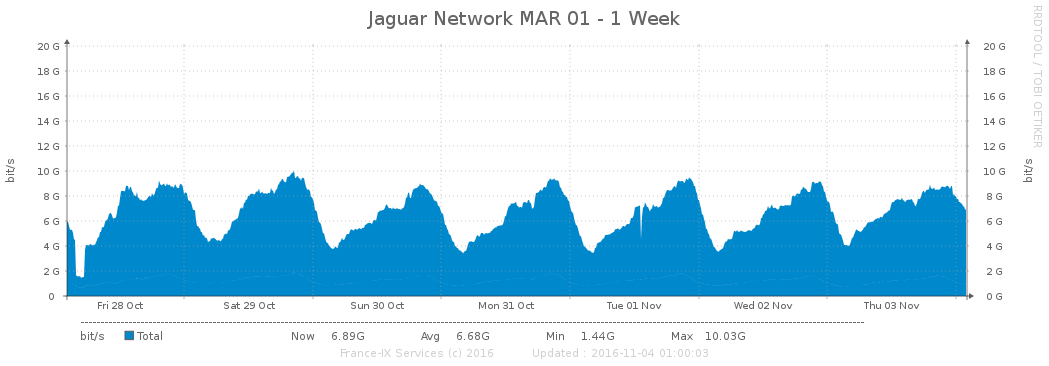 Jaguar Network MAR 01 - 1 Week
RRDTOOL / TOBI OETIKER
bit/s
20 G
18 G
16 G
14 G
12 G
10 G
8 G
6 G
4 G
2 G
0
20 G
18 G
16 G
14 G
12 G
10 G
8 G
6 G
4 G
2 G
0 G
bit/s
Fri 28 Oct Sat 29 Oct Sun 30 Oct Mon 31 Oct Tue 01 Nov Wed 02 Nov Thu 03 Nov
bit/s Total Now 6.89G Avg 6.68G Min 1.44G Max 10.03G
France-IX Services (c) 2016 Updated : 2016-11-04 01:00:03